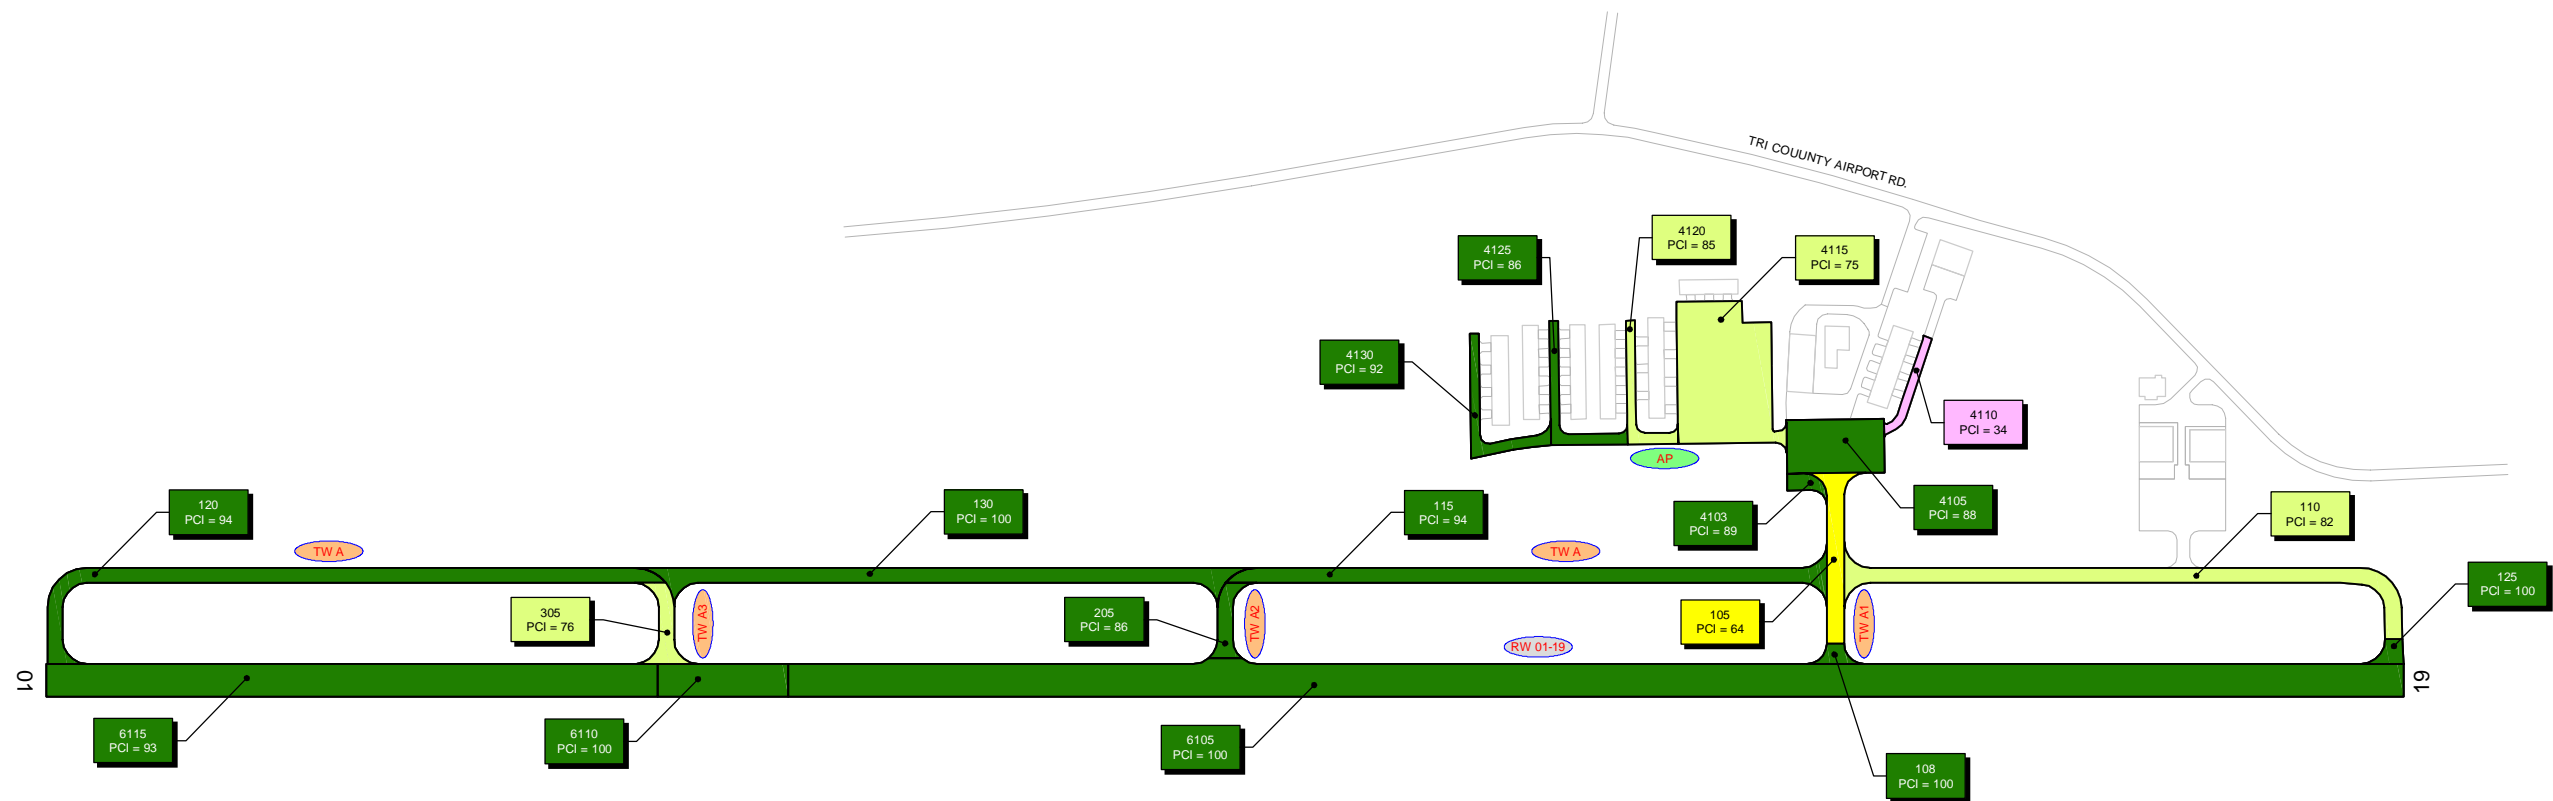 TRI COUUNTY AIRPORT RD.
4120
PCI = 85
4125
PCI = 86
4115
PCI = 75
4130
PCI = 92
4110
PCI = 34
AP
120
PCI = 94
130
PCI = 100
115
PCI = 94
4103
PCI = 89
4105
PCI = 88
110
PCI = 82
TW A
TW A
125
PCI = 100
305
PCI = 76
TW A3
205
PCI = 86
TW A2
RW 01-19
105
PCI = 64
TW A1
01
19
6115
PCI = 93
6110
PCI = 100
6105
PCI = 100
108
PCI = 100